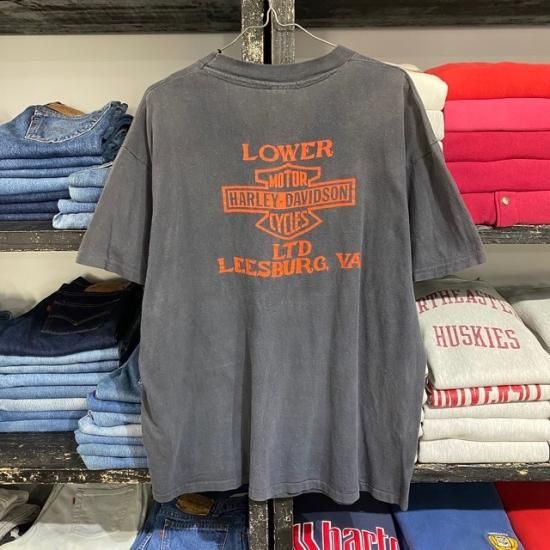 LOWER
MOTOR
HARLEY-DAVIDSON
CYCLES
LTD
LEESBURG, VA
HUSKIES